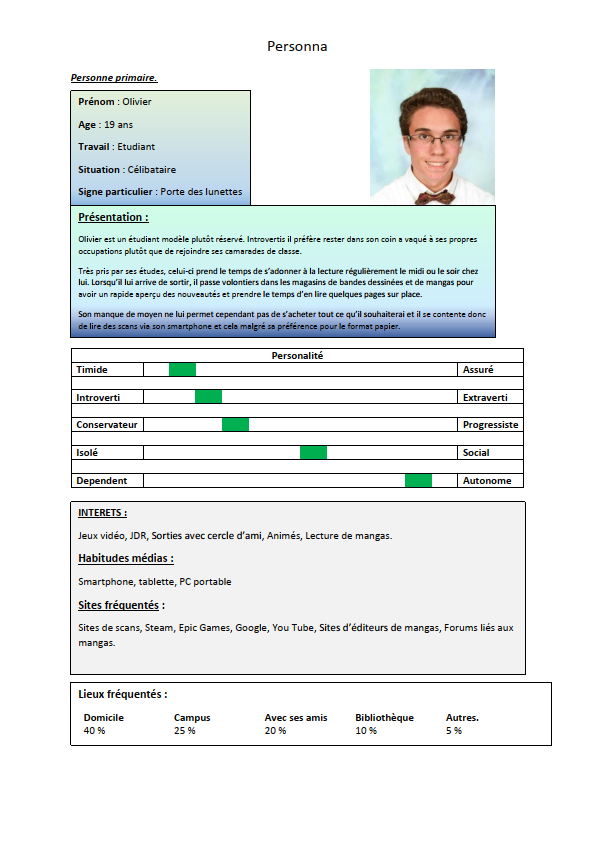 Personna
Personne primaire.
Prénom : Olivier
Age : 19 ans
Travail : Etudiant
Situation : Célibataire
Signe particulier : Porte des lunettes
Présentation :
Olivier est un étudiant modèle plutôt réservé. Introvertis il préfère rester dans son coin a vaqué à ses propres
occupations plutôt que de rejoindre ses camarades de classe.
Très pris par ses études, celui-ci prend le temps de s'adonner à la lecture régulièrement le midi ou le soir chez
lui. Lorsqu'il lui arrive de sortir, il passe volontiers dans les magasins de bandes dessinées et de mangas pour
avoir un rapide aperçu des nouveautés et prendre le temps d'en lire quelques pages sur place.
Son manque de moyen ne lui permet cependant pas de s'acheter tout ce qu'il souhaiterai et il se contente donc
de lire des scans via son smartphone et cela malgré sa préférence pour le format papier.
Personalité
Timide Assuré
Introverti Extraverti
Conservateur Progressiste
Isolé Social
Dependent Autonome
INTERETS :
Jeux vidéo, JDR, Sorties avec cercle d'ami, Animés, Lecture de mangas.
Habitudes médias :
Smartphone, tablette, PC portable
Sites fréquentés :
Sites de scans, Steam, Epic Games, Google, You Tube, Sites d'éditeurs de mangas, Forums liés aux
mangas.
Lieux fréquentés :
Domicile Campus Avec ses amis Bibliothèque Autres.
40 % 25 % 20 % 10 % 5 %